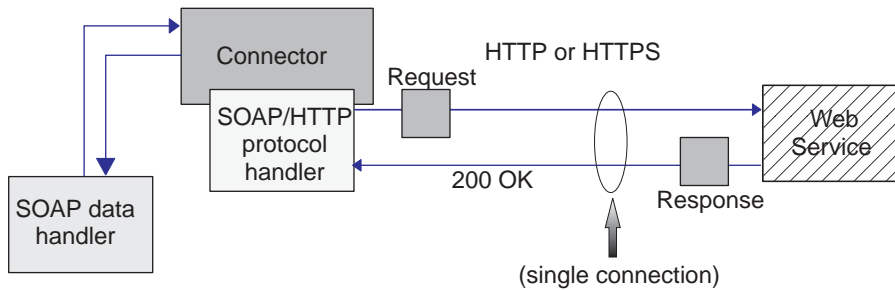 Connector
HTTP or HTTPS
Request
SOAP/HTTP
protocol
handler
Web
Service
200 OK
Response
SOAP data
handler
(single connection)